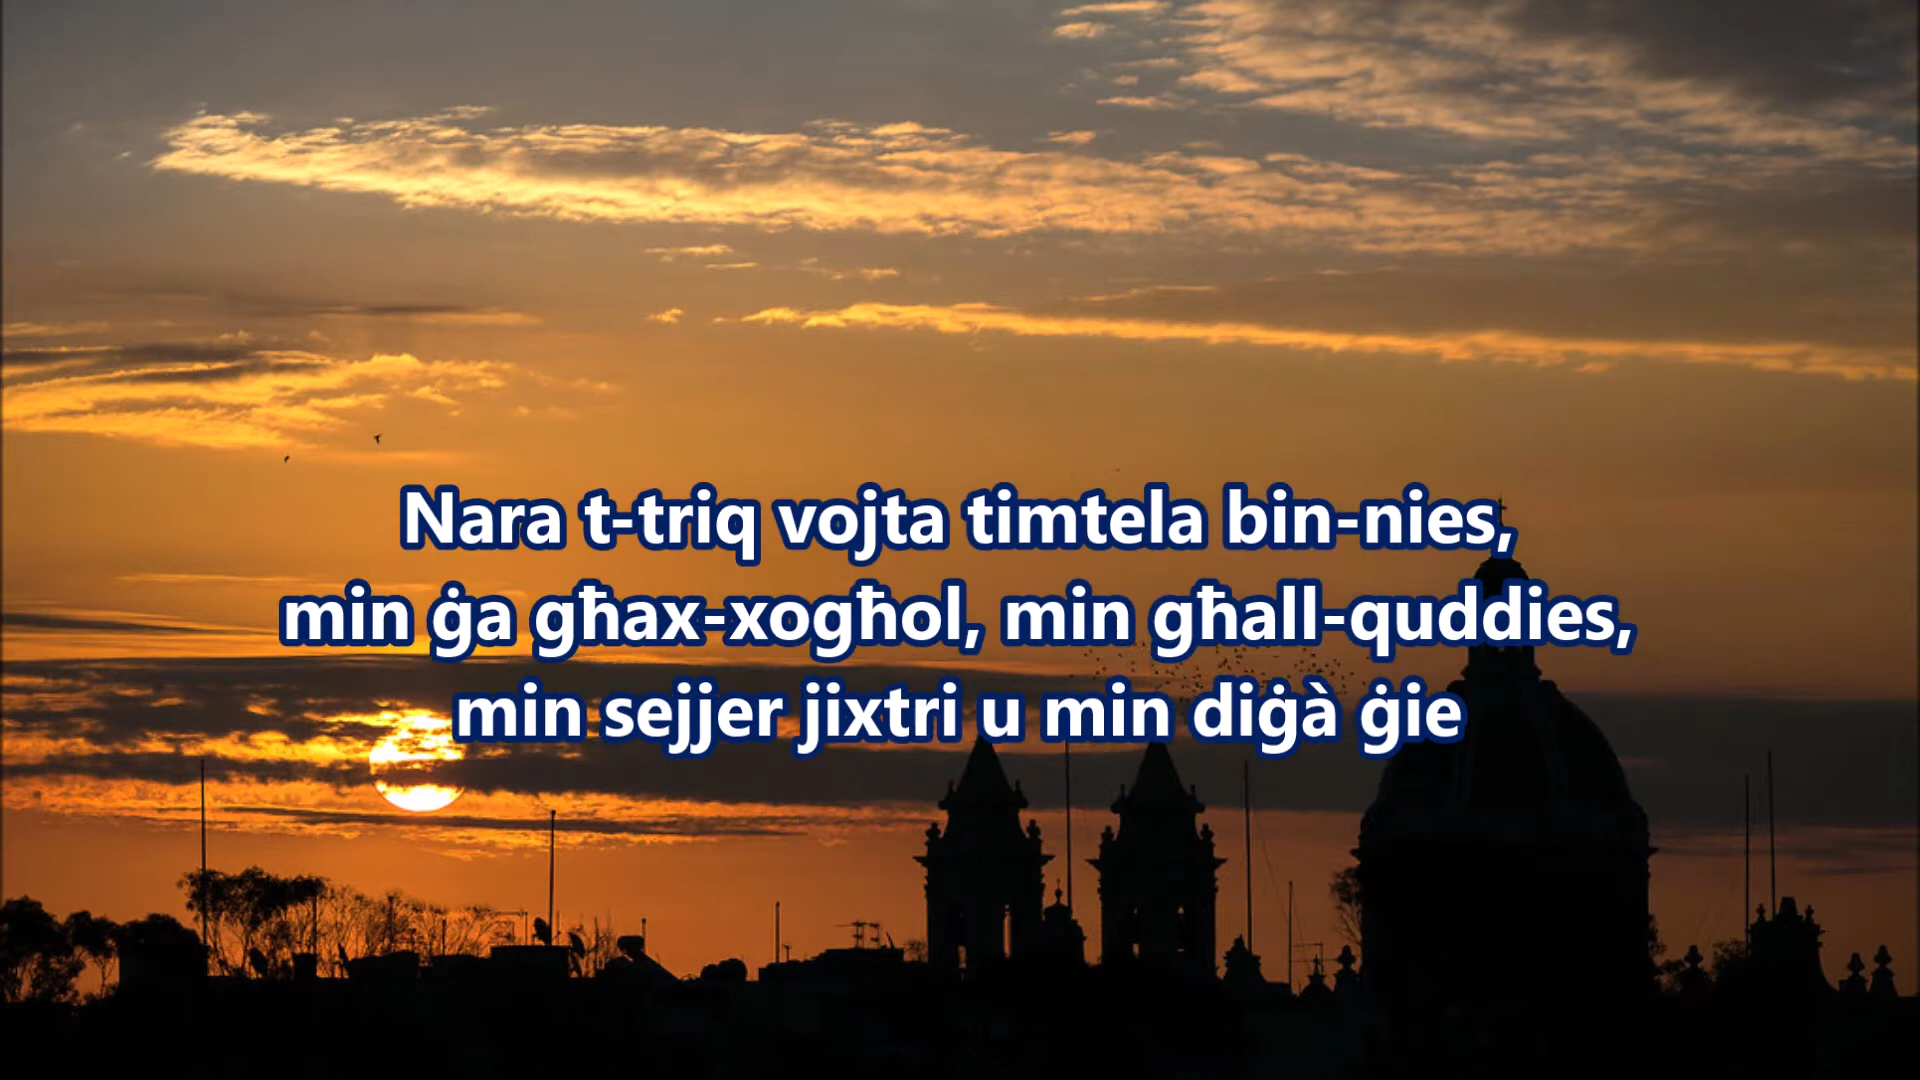 Nara t-triq vojta timtela bin-nies,
min ġa għax-xogħol, min għall-quddies,
min sejjer jixtri u min diġà ġie